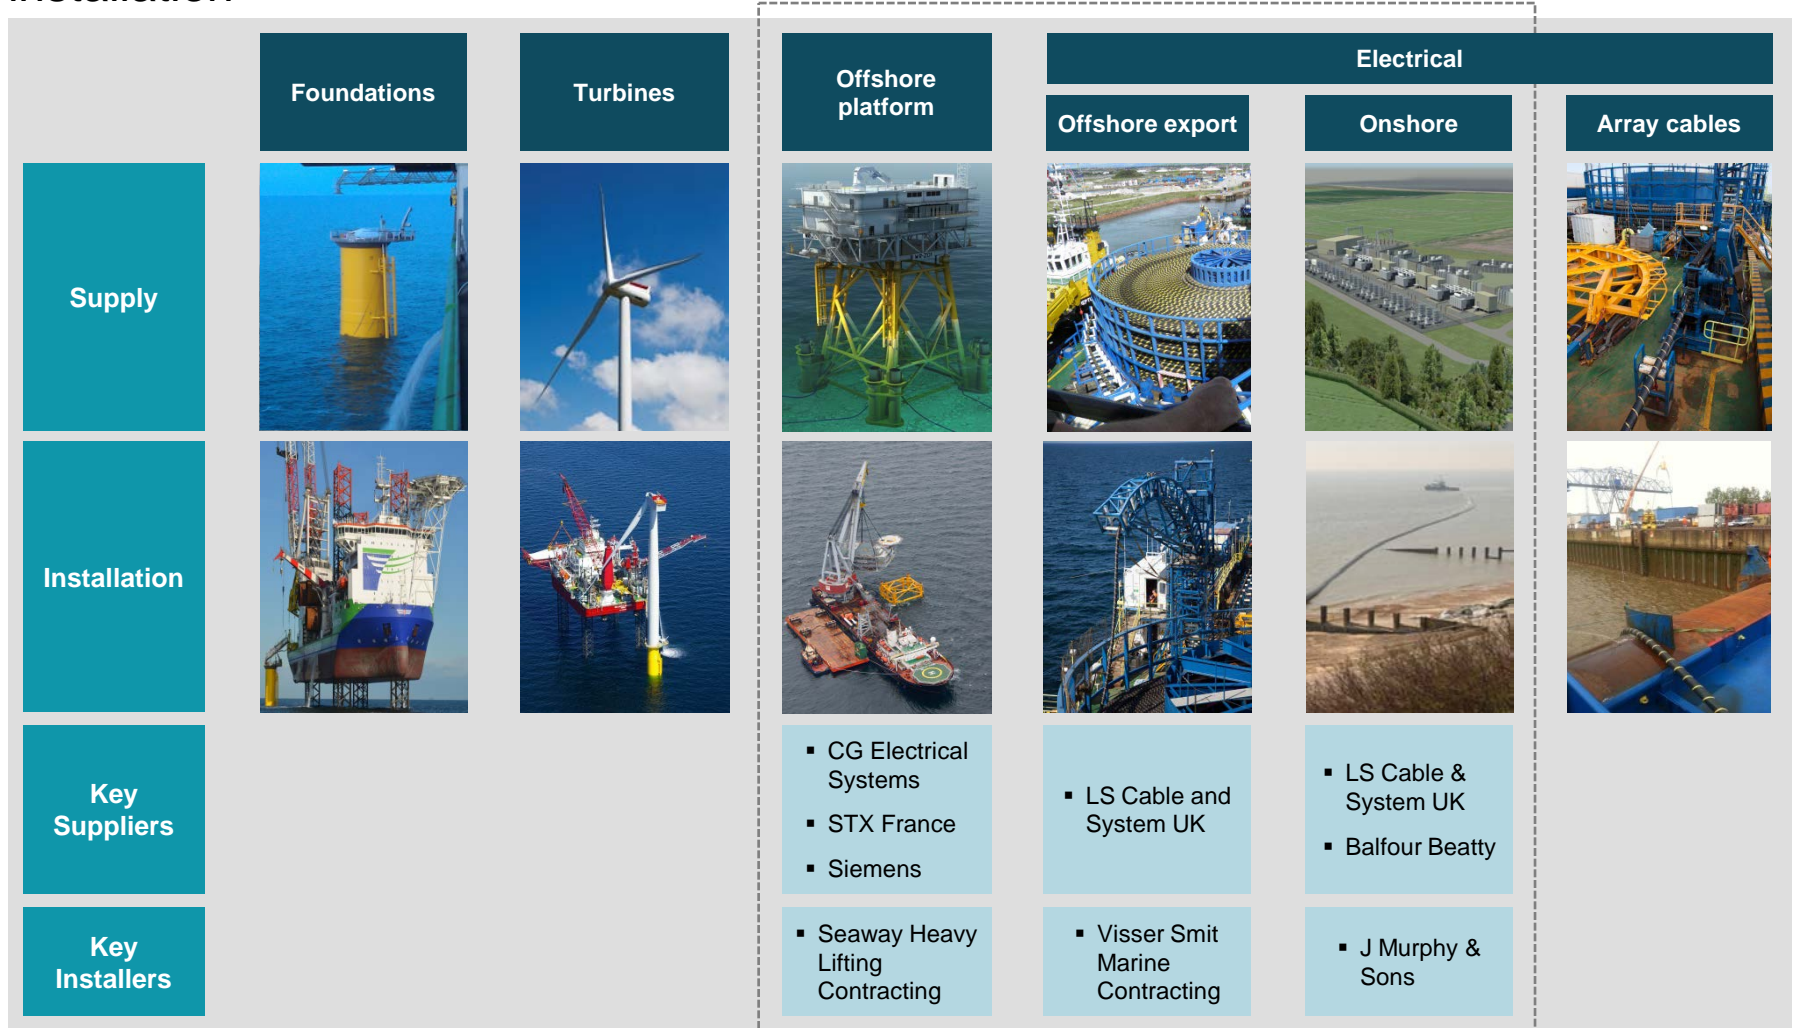 Installation
Foundations
Turbines
Offshore
platform
Electrical
Offshore export
Onshore
Array cables
Supply
Installation
Key
Suppliers
▪ CG Electrical
Systems
▪ STX France
▪ Siemens
▪ LS Cable and
System UK
▪ LS Cable &
System UK
▪ Balfour Beatty
Key
Installers
▪ Seaway Heavy
Lifting
Contracting
▪ Visser Smit
Marine
Contracting
▪ J Murphy &
Sons